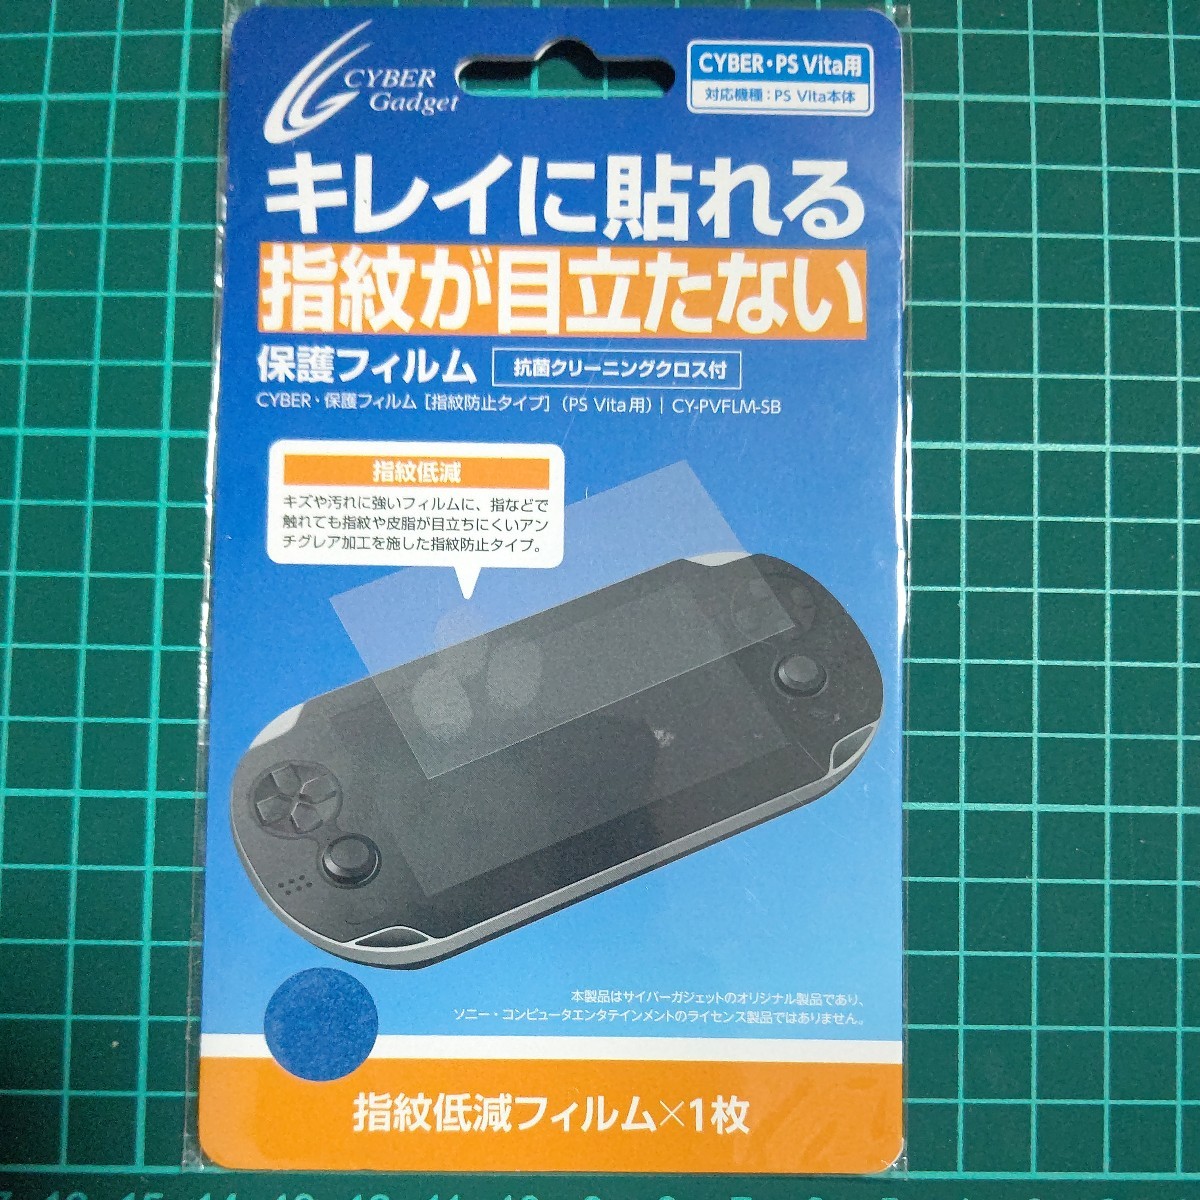 CYBER
Gadget
CYBER・PS Vita用
対応機種：PS Vita本体
キレイに貼れる
指紋が目立たない
保護フィルム 抗菌クリーニングクロス付
CYBER・保護フィルム［指紋防止タイプ］（PS Vita用）| CY-PVFLM-SB
指紋低減
キズや汚れに強いフィルムに、指などで
触れても指紋や皮脂が目立ちにくいアン
チグレア加工を施した指紋防止タイプ。
本製品はサイバーガジェットのオリジナル製品であり、
ソニー・コンピュータエンタテインメントのライセンス製品ではありません。
指紋低減フィルム×1枚